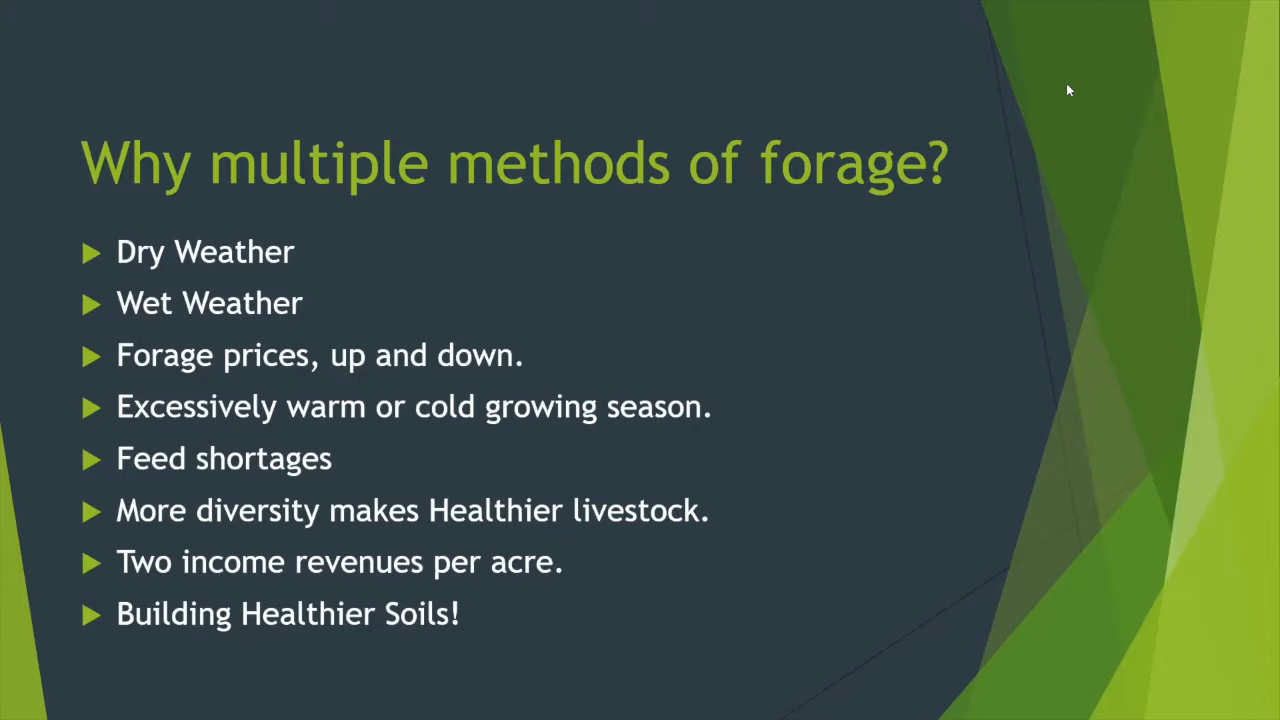 Why multiple methods of forage?
Dry Weather
Wet Weather
Forage prices, up and down.
Excessively warm or cold growing season.
Feed shortages
More diversity makes Healthier livestock.
Two income revenues per acre.
Building Healthier Soils!